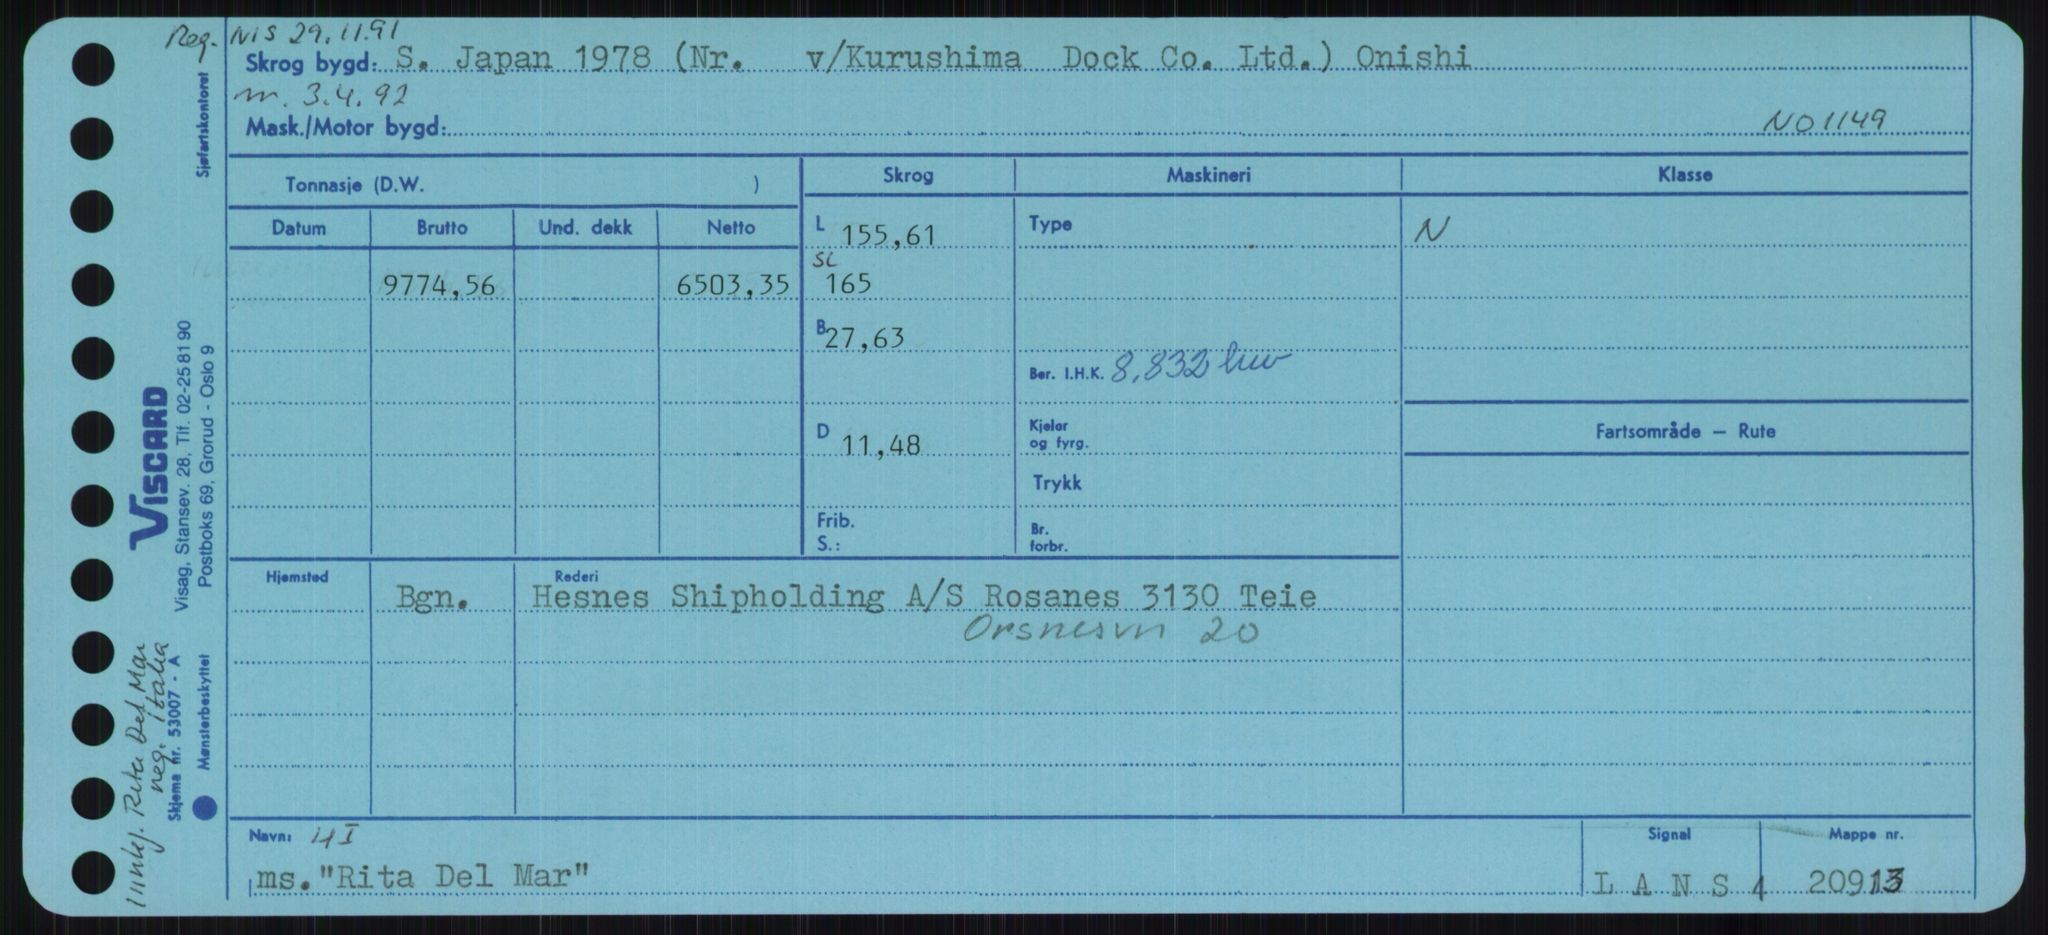 Reg. NIS 29.11.91
Skrog bygd: S. Japan 1978 (Nr. v/Kurushima Dock Co. Ltd.) Onishi
m. 3.4.92
Mask./Motor bygd: NO1149
Sjøfartskontoret
Tonnasje (D.W. )
Skrog Maskineri Klasse
Datum Brutto Und. dekk Netto
L 155,61 Type N
9774,56 6503,35 SL 165
B 27,63
Ber. I.H.K. 8.832 kw
D 11,48 Kjeler og fyrg.
Fartsområde – Rute
Trykk
Frib. S.: Br. forbr.
Hjemsted Rederi
Bgn. Hesnes Shipholding A/S Rosanes 3130 Teie
Orsnesvn 20
Navn: 4I
ms."Rita Del Mar"
Signal Mappe nr.
L A N S 4 20913
VISCARD
Visag, Stansev. 28, Tlf. 02-25 81 90
Postboks 69, Grorud - Oslo 9
Rita Del Mar
reg. Italia
Skjema nr. 53007 - A
Mønsterbeskyttet